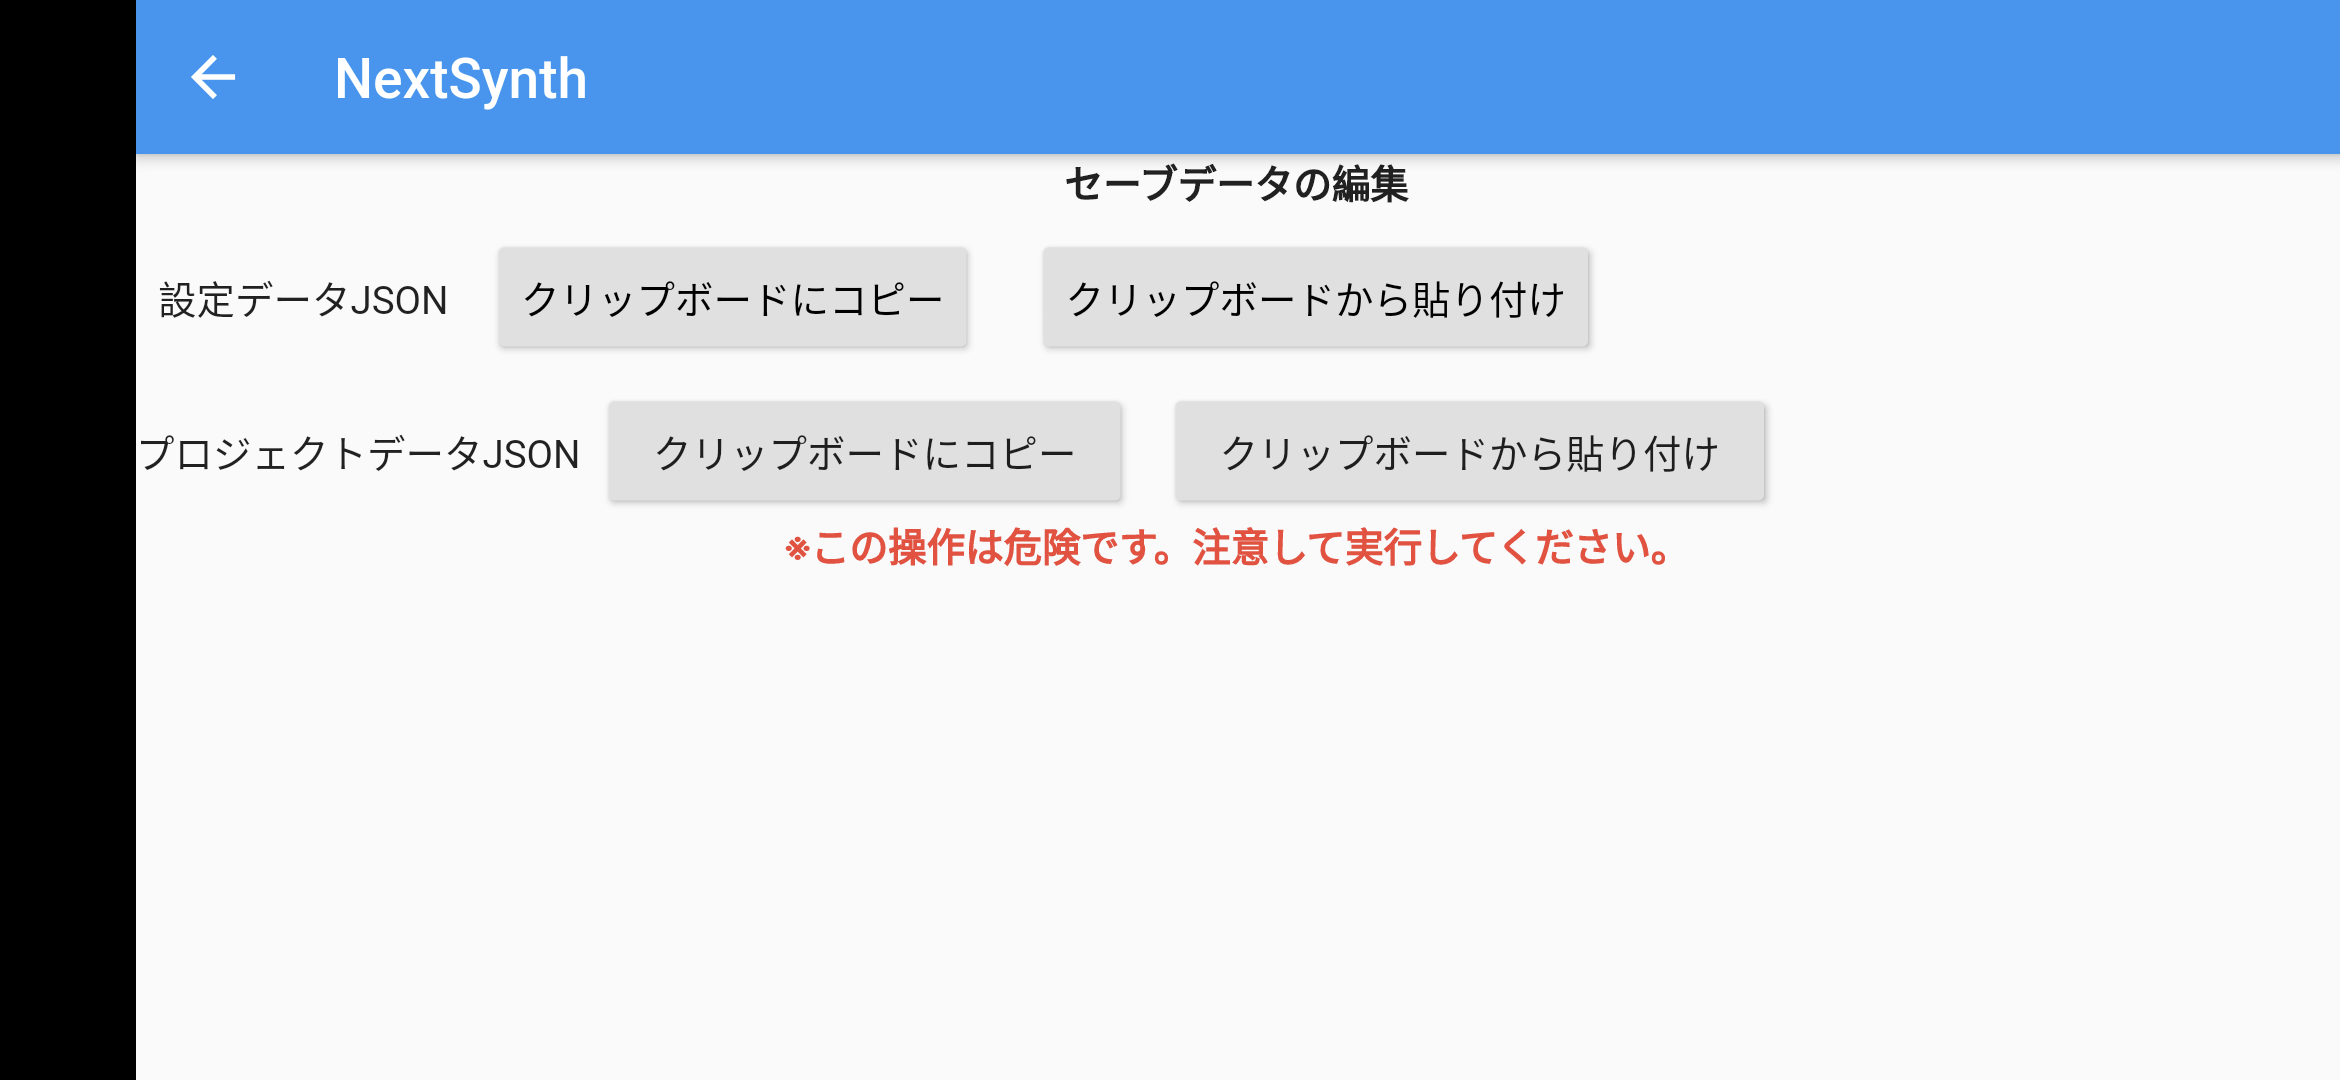 NextSynth
セーブデータの編集
設定データJSON クリップボードにコピー クリップボードから貼り付け
プロジェクトデータJSON クリップボードにコピー クリップボードから貼り付け
※この操作は危険です。注意して実行してください。